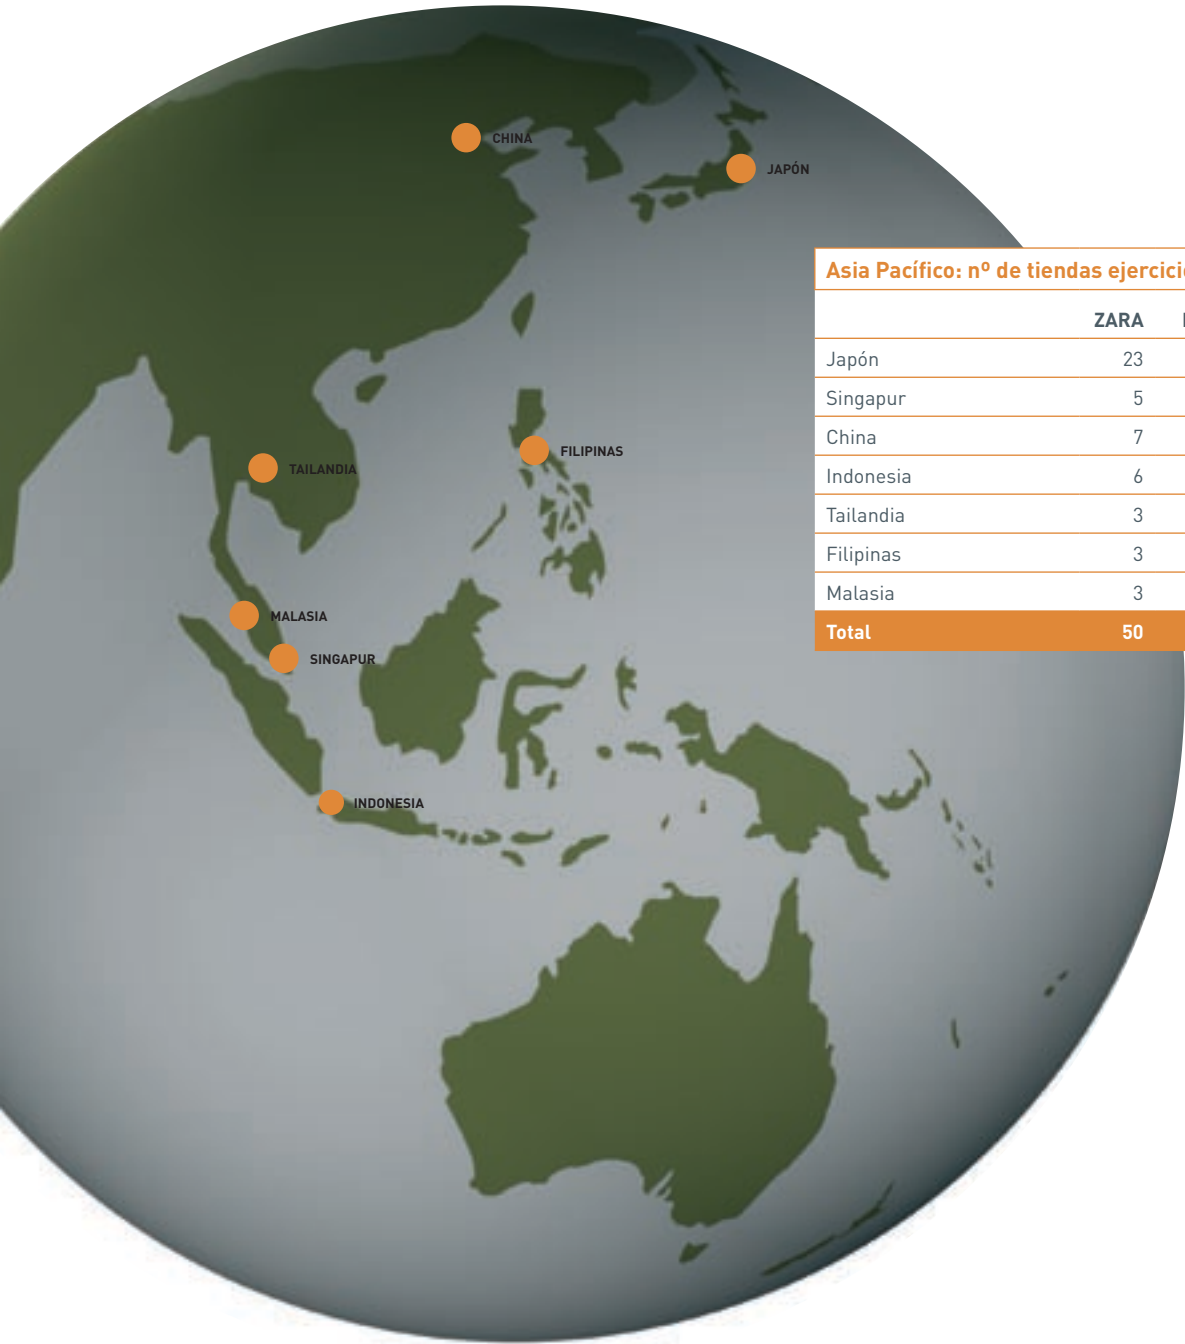 CHINA
JAPÓN
Asia Pacífico: nº de tiendas
ZARA
Japón 23
Singapur 5
China 7
Indonesia 6
Tailandia 3
Filipinas 3
Malasia 3
Total 50
FILIPINAS
TAILANDIA
MALASIA
SINGAPUR
INDONESIA